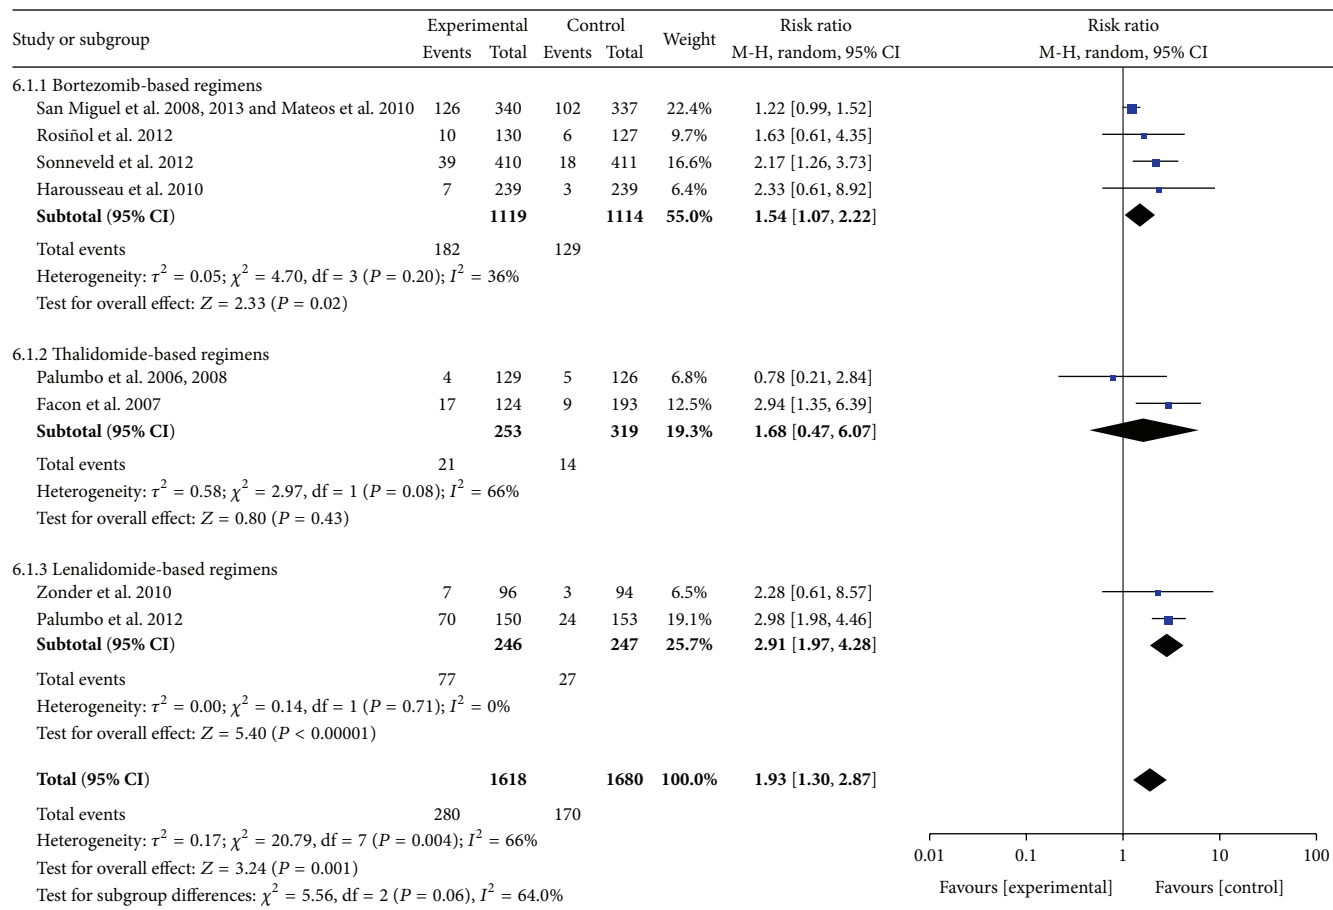 Study or subgroup Experimental Control Weight Risk ratio Risk ratio
Events Total Events Total M-H, random, 95% CI M-H, random, 95% CI
6.1.1 Bortezomib-based regimens
San Miguel et al. 2008, 2013 and Mateos et al. 2010 126 340 102 337 22.4% 1.22 [0.99, 1.52]
Rosiñol et al. 2012 10 130 6 127 9.7% 1.63 [0.61, 4.35]
Sonneveld et al. 2012 39 410 18 411 16.6% 2.17 [1.26, 3.73]
Harousseau et al. 2010 7 239 3 239 6.4% 2.33 [0.61, 8.92]
Subtotal (95% CI) 1119 1114 55.0% 1.54 [1.07, 2.22]
Total events 182 129
Heterogeneity: τ² = 0.05; χ² = 4.70, df = 3 (P = 0.20); I² = 36%
Test for overall effect: Z = 2.33 (P = 0.02)
6.1.2 Thalidomide-based regimens
Palumbo et al. 2006, 2008 4 129 5 126 6.8% 0.78 [0.21, 2.84]
Facon et al. 2007 17 124 9 193 12.5% 2.94 [1.35, 6.39]
Subtotal (95% CI) 253 319 19.3% 1.68 [0.47, 6.07]
Total events 21 14
Heterogeneity: τ² = 0.58; χ² = 2.97, df = 1 (P = 0.08); I² = 66%
Test for overall effect: Z = 0.80 (P = 0.43)
6.1.3 Lenalidomide-based regimens
Zonder et al. 2010 7 96 3 94 6.5% 2.28 [0.61, 8.57]
Palumbo et al. 2012 70 150 24 153 19.1% 2.98 [1.98, 4.46]
Subtotal (95% CI) 246 247 25.7% 2.91 [1.97, 4.28]
Total events 77 27
Heterogeneity: τ² = 0.00; χ² = 0.14, df = 1 (P = 0.71); I² = 0%
Test for overall effect: Z = 5.40 (P < 0.00001)
Total (95% CI) 1618 1680 100.0% 1.93 [1.30, 2.87]
Total events 280 170
Heterogeneity: τ² = 0.17; χ² = 20.79, df = 7 (P = 0.004); I² = 66%
Test for overall effect: Z = 3.24 (P = 0.001)
Test for subgroup differences: χ² = 5.56, df = 2 (P = 0.06), I² = 64.0%
0.01 0.1 1 10 100
Favours [experimental] Favours [control]